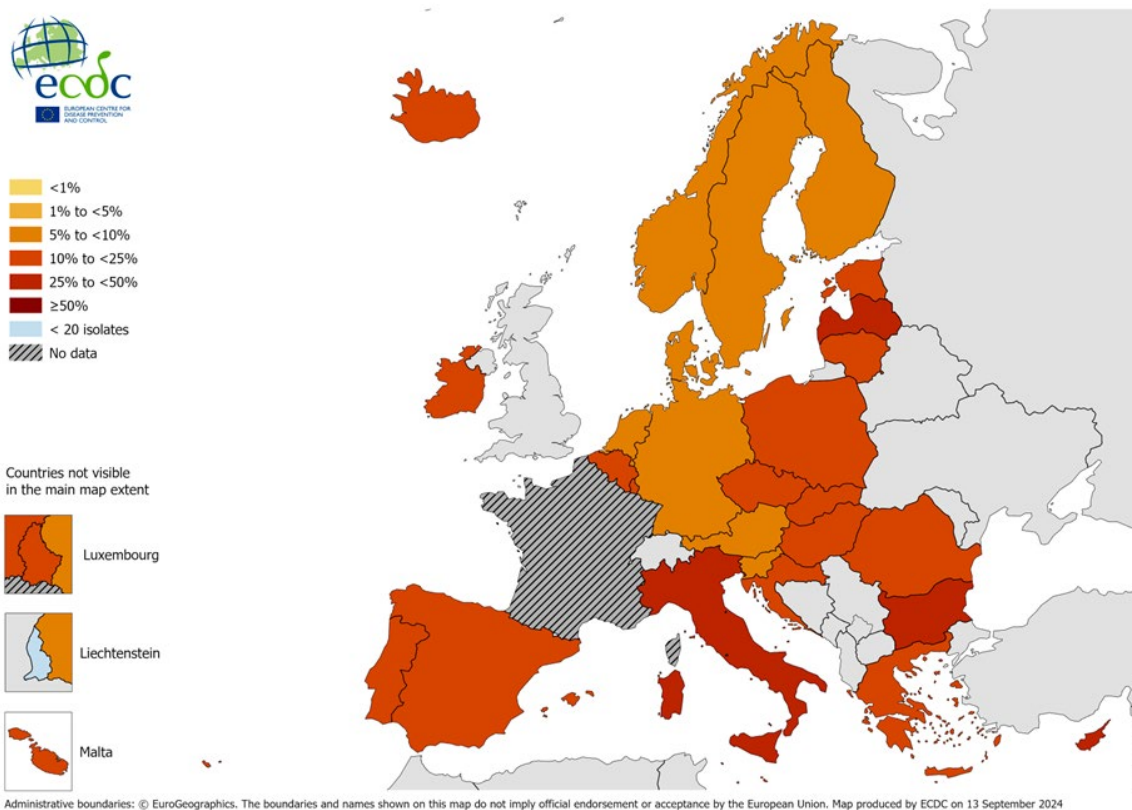 ecdc
EUROPEAN CENTRE FOR
DISEASE PREVENTION
AND CONTROL
<1%
1% to <5%
5% to <10%
10% to <25%
25% to <50%
≥50%
< 20 isolates
No data
Countries not visible
in the main map extent
Luxembourg
Liechtenstein
Malta
Administrative boundaries: © EuroGeographics. The boundaries and names shown on this map do not imply official endorsement or acceptance by the European Union. Map produced by ECDC on 13 September 2024